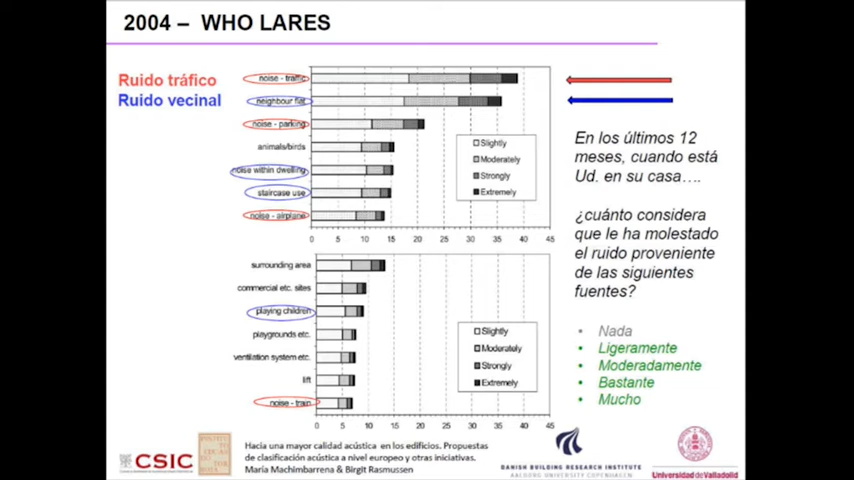 2004 – WHO LARES
Ruido tráfico
Ruido vecinal
noise - traffic
neighbour flat
noise - parking
animals/birds
noise within dwelling
staircase use
noise - airplane
0 5 10 15 20 25 30 35 40 45
Slightly
Moderately
Strongly
Extremely
surrounding area
commercial etc. sites
playing children
playgrounds etc.
ventilation system etc.
lift
noise - train
0 5 10 15 20 25 30 35 40 45
Slightly
Moderately
Strongly
Extremely
En los últimos 12
meses, cuando está
Ud. en su casa….
¿cuánto considera
que le ha molestado
el ruido proveniente
de las siguientes
fuentes?
• Nada
• Ligeramente
• Moderadamente
• Bastante
• Mucho
CSIC
Hacia una mayor calidad acústica en los edificios. Propuestas
de clasificación acústica a nivel europeo y otras iniciativas.
María Machimbarrena & Birgit Rasmussen
DANISH BUILDING RESEARCH INSTITUTE
AALBORG UNIVERSITY COPENHAGEN
Universidad de Valladolid